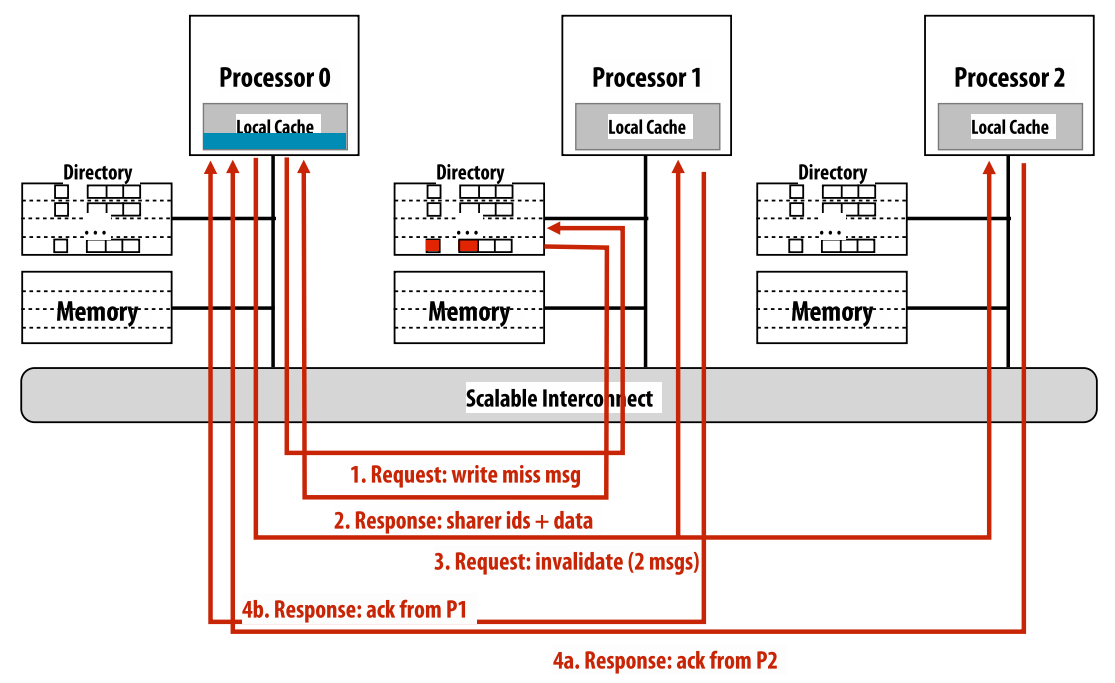 Processor 0
Processor 1
Processor 2
Local Cache
Local Cache
Local Cache
Directory
Directory
Directory
...
...
...
Memory
Memory
Memory
Scalable Interconnect
1. Request: write miss msg
2. Response: sharer ids + data
3. Request: invalidate (2 msgs)
4b. Response: ack from P1
4a. Response: ack from P2